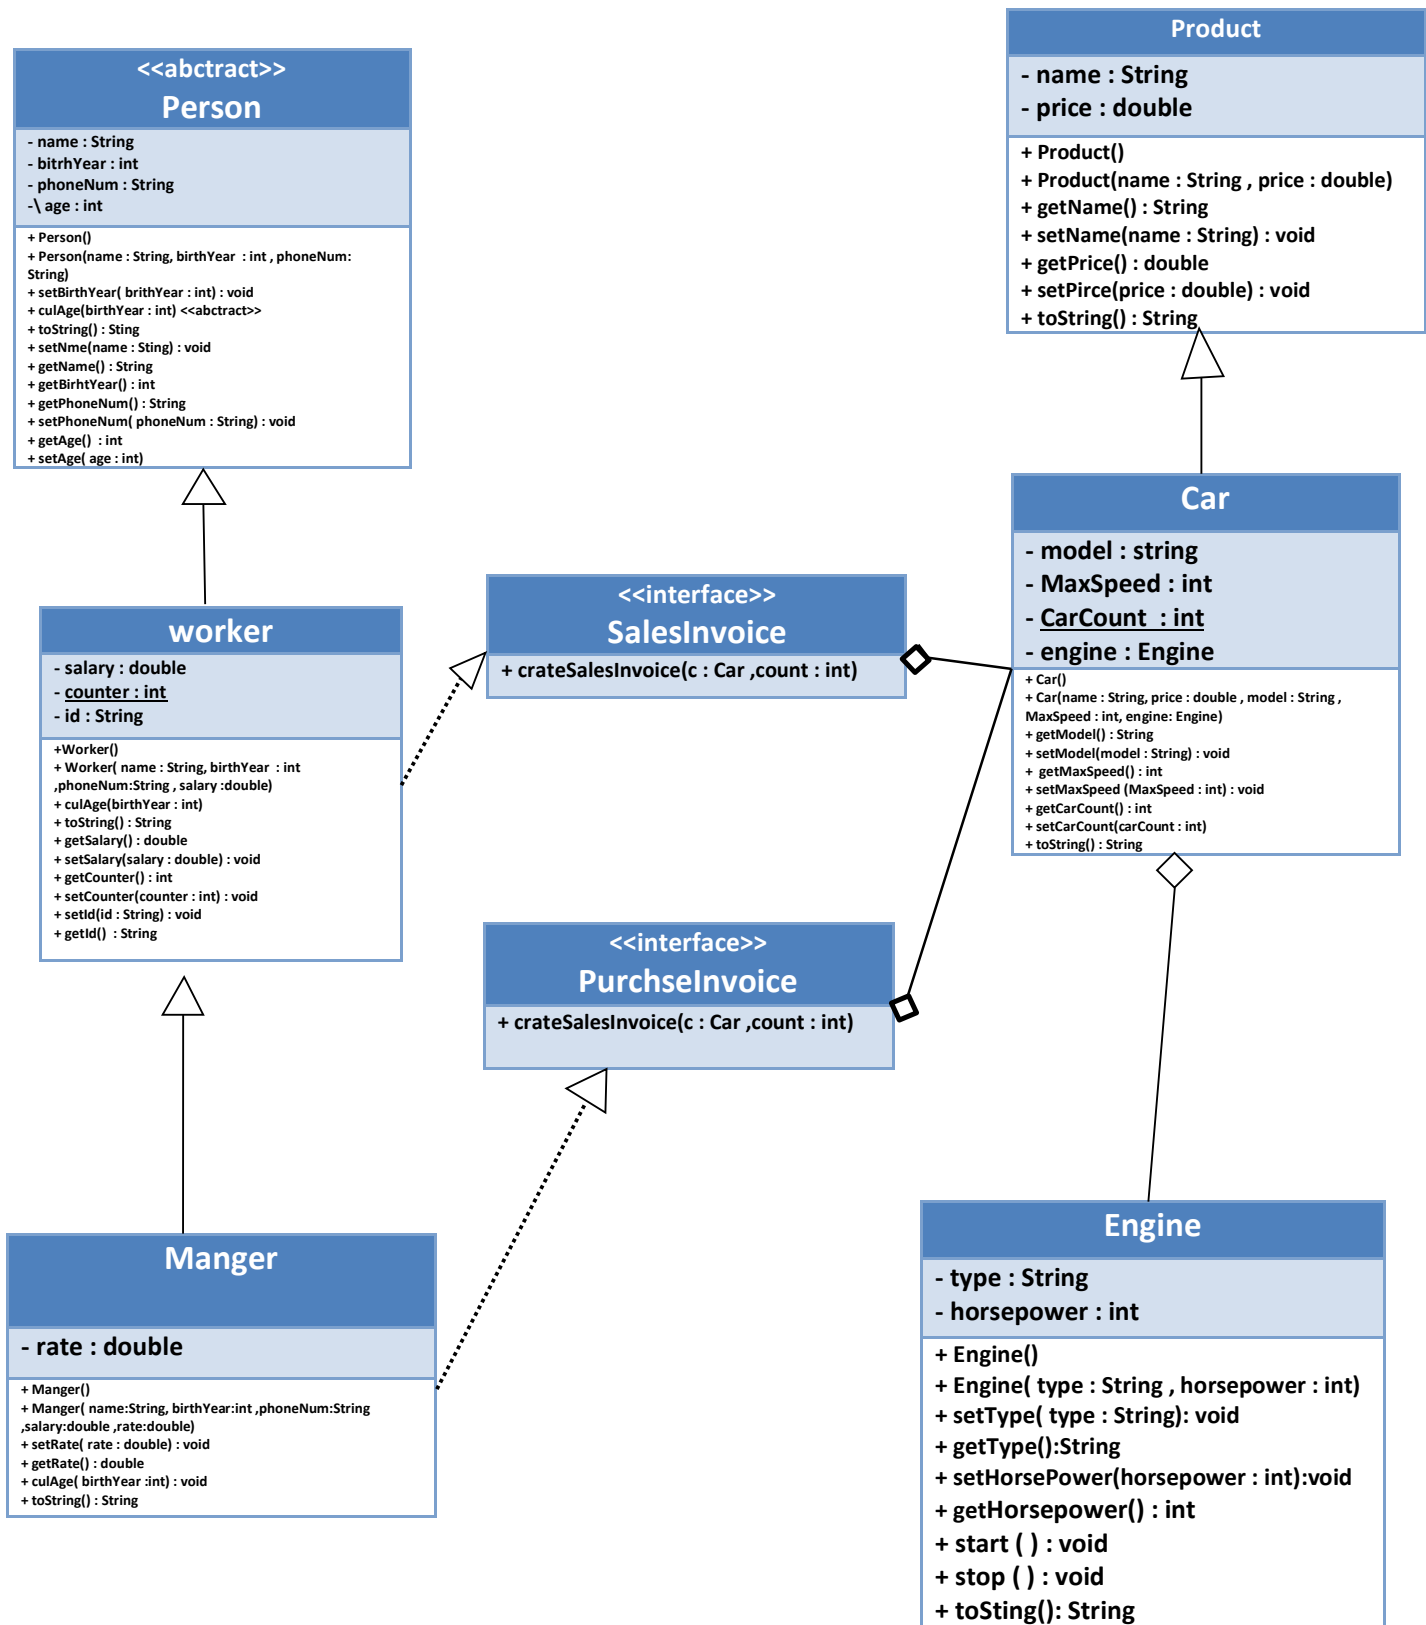 <<abctract>>
Person
- name : String
- bitrhYear : int
- phoneNum : String
-\ age : int
+ Person()
+ Person(name : String, birthYear : int , phoneNum:
String)
+ setBirthYear( brithYear : int) : void
+ culAge(birthYear : int) <<abctract>>
+ toString() : Sting
+ setNme(name : Sting) : void
+ getName() : String
+ getBirhtYear() : int
+ getPhoneNum() : String
+ setPhoneNum( phoneNum : String) : void
+ getAge() : int
+ setAge( age : int)
Product
- name : String
- price : double
+ Product()
+ Product(name : String , price : double)
+ getName() : String
+ setName(name : String) : void
+ getPrice() : double
+ setPirce(price : double) : void
+ toString() : String
worker
- salary : double
- counter : int
- id : String
+Worker()
+ Worker( name : String, birthYear : int
,phoneNum:String , salary :double)
+ culAge(birthYear : int)
+ toString() : String
+ getSalary() : double
+ setSalary(salary : double) : void
+ getCounter() : int
+ setCounter(counter : int) : void
+ setId(id : String) : void
+ getId() : String
<<interface>>
SalesInvoice
+ crateSalesInvoice(c : Car ,count : int)
Car
- model : string
- MaxSpeed : int
- CarCount : int
- engine : Engine
+ Car()
+ Car(name : String, price : double , model : String ,
MaxSpeed : int, engine: Engine)
+ getModel() : String
+ setModel(model : String) : void
+ getMaxSpeed() : int
+ setMaxSpeed (MaxSpeed : int) : void
+ getCarCount() : int
+ setCarCount(carCount : int)
+ toString() : String
<<interface>>
PurchseInvoice
+ crateSalesInvoice(c : Car ,count : int)
Manger
- rate : double
+ Manger()
+ Manger( name:String, birthYear:int ,phoneNum:String
,salary:double ,rate:double)
+ setRate( rate : double) : void
+ getRate() : double
+ culAge( birthYear :int) : void
+ toString() : String
Engine
- type : String
- horsepower : int
+ Engine()
+ Engine( type : String , horsepower : int)
+ setType( type : String): void
+ getType():String
+ setHorsePower(horsepower : int):void
+ getHorsepower() : int
+ start ( ) : void
+ stop ( ) : void
+ toSting(): String